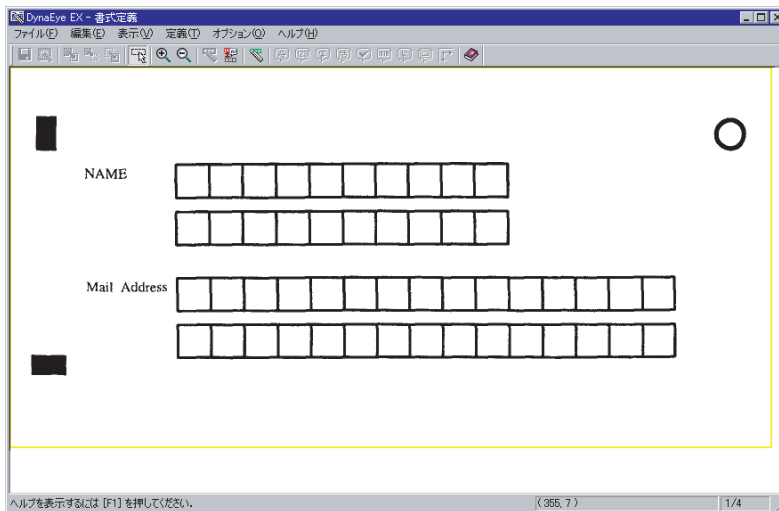 DynaEye EX - 書式定義
ファイル(F) 編集(E) 表示(V) 定義(T) オプション(O) ヘルプ(H)
NAME
Mail Address
ヘルプを表示するには [F1] を押してください。 (355, 7) 1/4